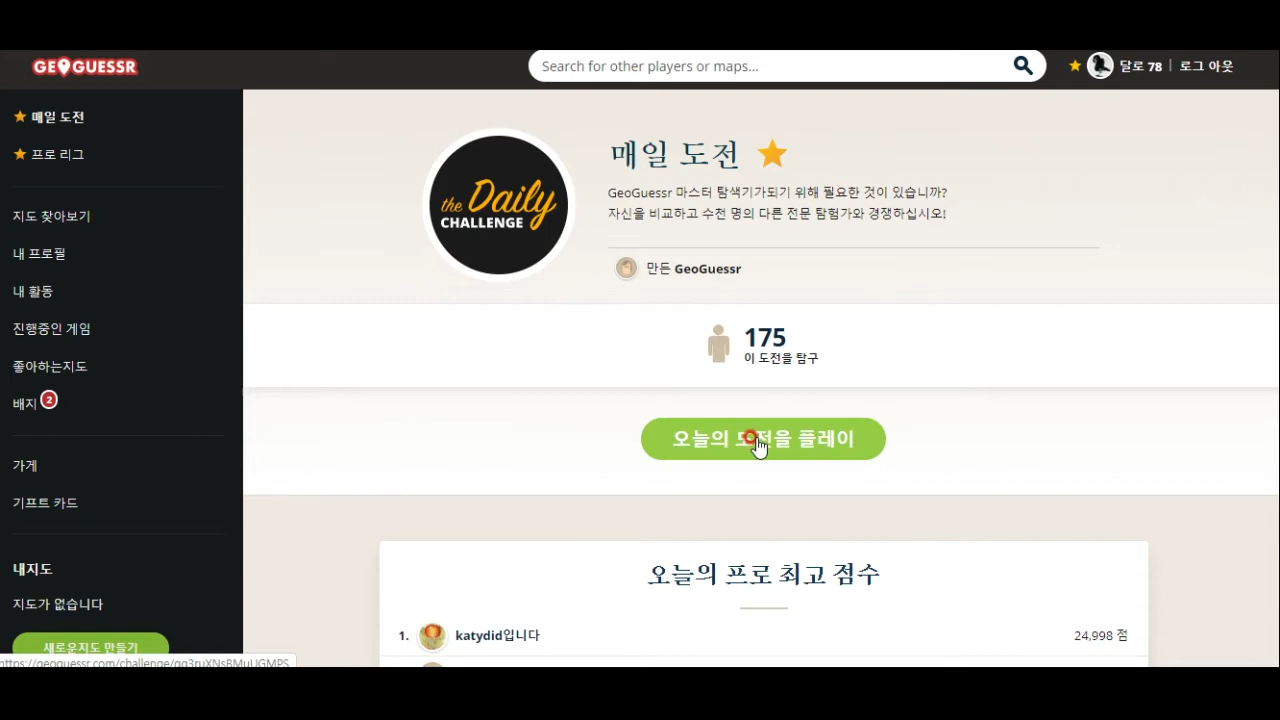 GEOGUESSR
Search for other players or maps...
달로 78 | 로그 아웃
매일 도전
프로 리그
지도 찾아보기
내 프로필
내 활동
진행중인 게임
좋아하는지도
배지 2
가게
기프트 카드
내지도
지도가 없습니다
새로운지도 만들기
the Daily
CHALLENGE
매일 도전
GeoGuessr 마스터 탐색기가되기 위해 필요한 것이 있습니까?
자신을 비교하고 수천 명의 다른 전문 탐험가와 경쟁하십시오!
만든 GeoGuessr
175
이 도전을 탐구
오늘의 도전을 플레이
오늘의 프로 최고 점수
1. katydid입니다 24,998 점